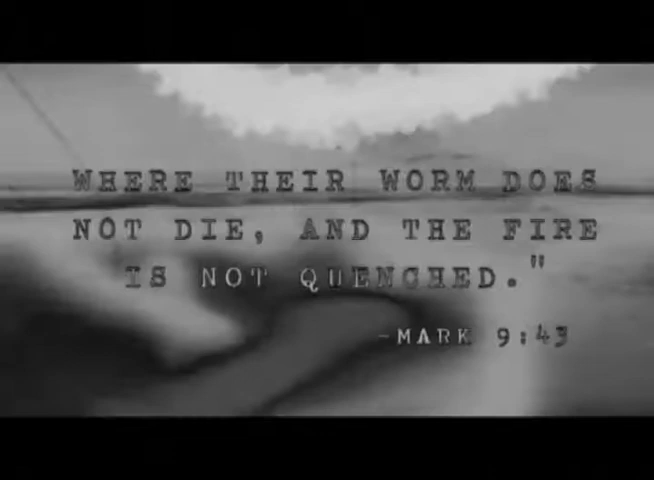 WHERE THEIR WORM DOES
NOT DIE, AND THE FIRE
IS NOT QUENCHED."
-MARK 9:43